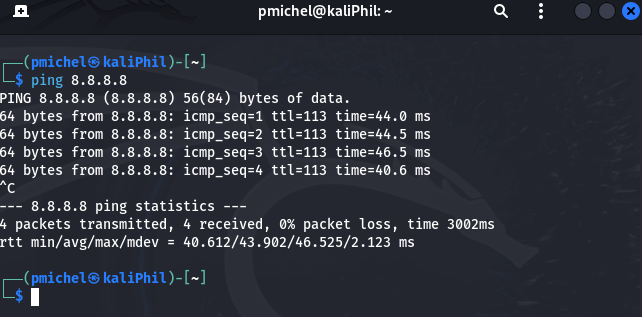 pmichel@kaliPhil: ~
┌──(pmichel㉿kaliPhil)-[~]
└─$ ping 8.8.8.8
PING 8.8.8.8 (8.8.8.8) 56(84) bytes of data.
64 bytes from 8.8.8.8: icmp_seq=1 ttl=113 time=44.0 ms
64 bytes from 8.8.8.8: icmp_seq=2 ttl=113 time=44.5 ms
64 bytes from 8.8.8.8: icmp_seq=3 ttl=113 time=46.5 ms
64 bytes from 8.8.8.8: icmp_seq=4 ttl=113 time=40.6 ms
^C
--- 8.8.8.8 ping statistics ---
4 packets transmitted, 4 received, 0% packet loss, time 3002ms
rtt min/avg/max/mdev = 40.612/43.902/46.525/2.123 ms
┌──(pmichel㉿kaliPhil)-[~]
└─$